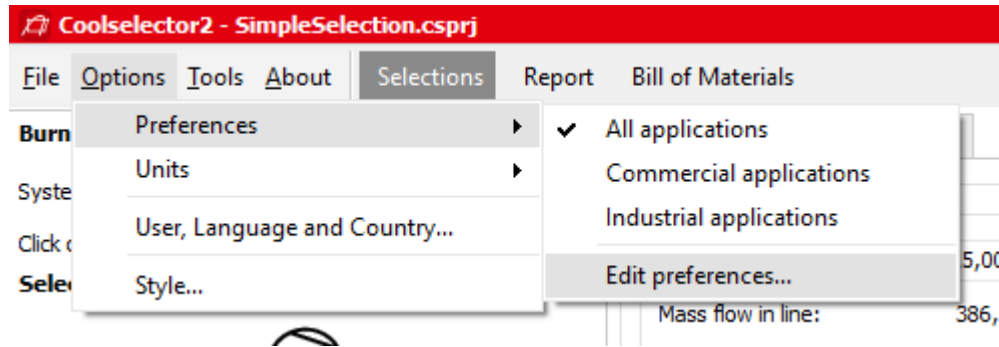 Coolselector2 - SimpleSelection.csprj
File Options Tools About Selections Report Bill of Materials
Burn
Preferences
All applications
Units
Commercial applications
Syste
Industrial applications
User, Language and Country...
Click
Edit preferences...
5,00
Selec
Style...
Mass flow in line: 386,